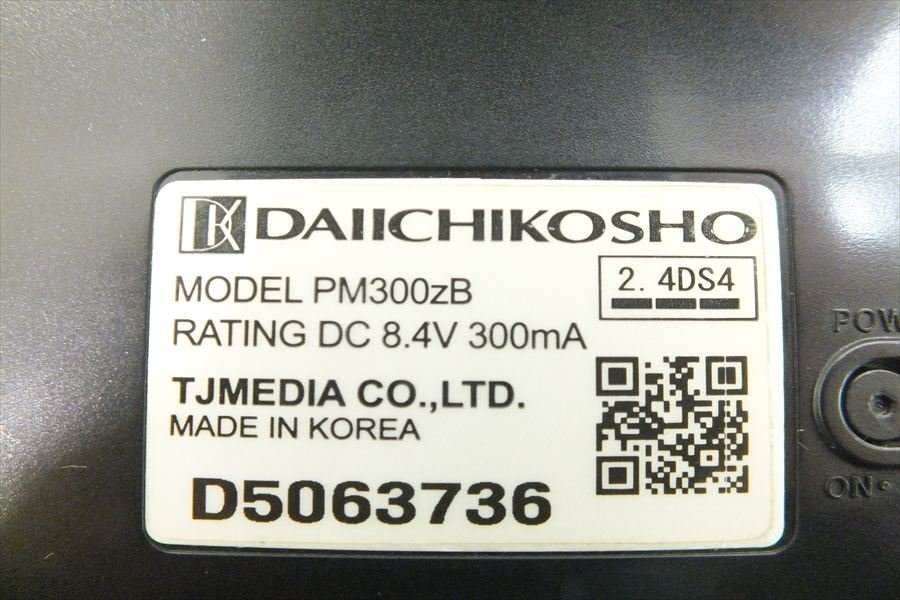 DK DAIICHIKOSHO
MODEL PM300zB
2.4DS4
RATING DC 8.4V 300mA
TJMEDIA CO.,LTD.
MADE IN KOREA
D5063736
POW
ON•